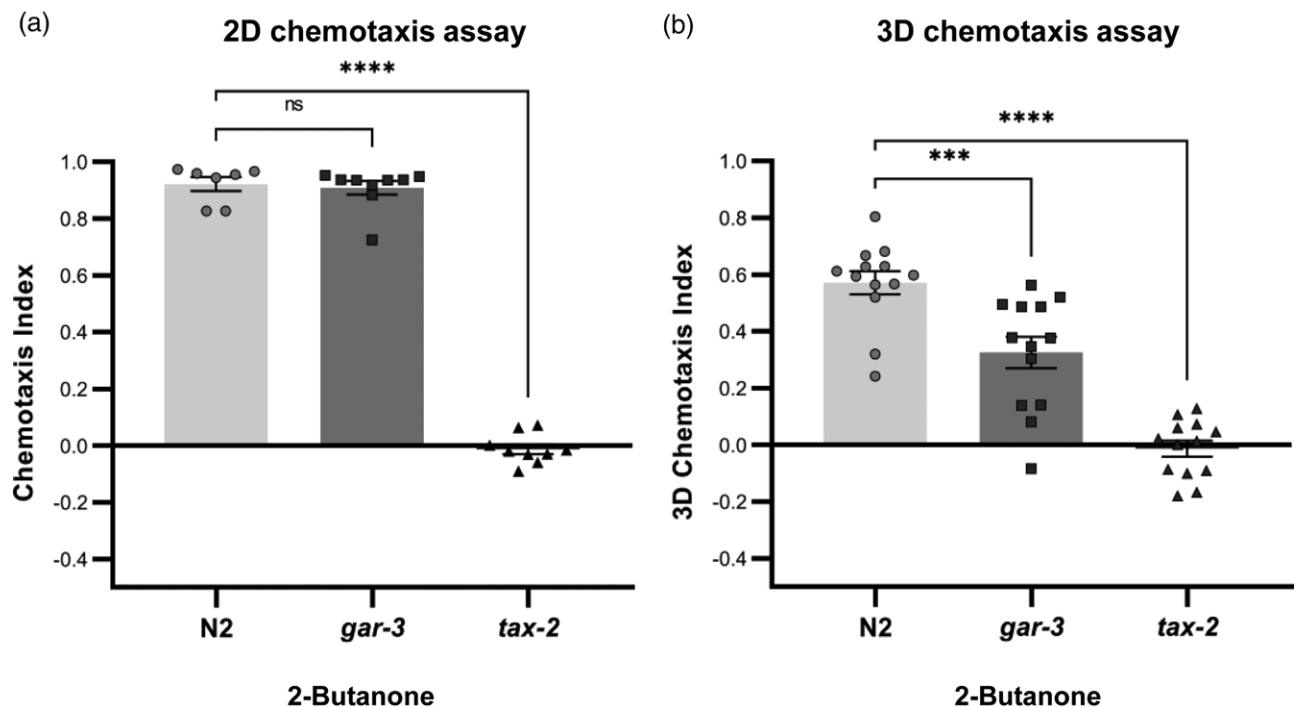 (a)
2D chemotaxis assay
****
ns
1.0
0.8
0.6
0.4
0.2
0.0
-0.2
-0.4
Chemotaxis Index
N2 gar-3 tax-2
2-Butanone
(b)
3D chemotaxis assay
****
***
1.0
0.8
0.6
0.4
0.2
0.0
-0.2
-0.4
3D Chemotaxis Index
N2 gar-3 tax-2
2-Butanone